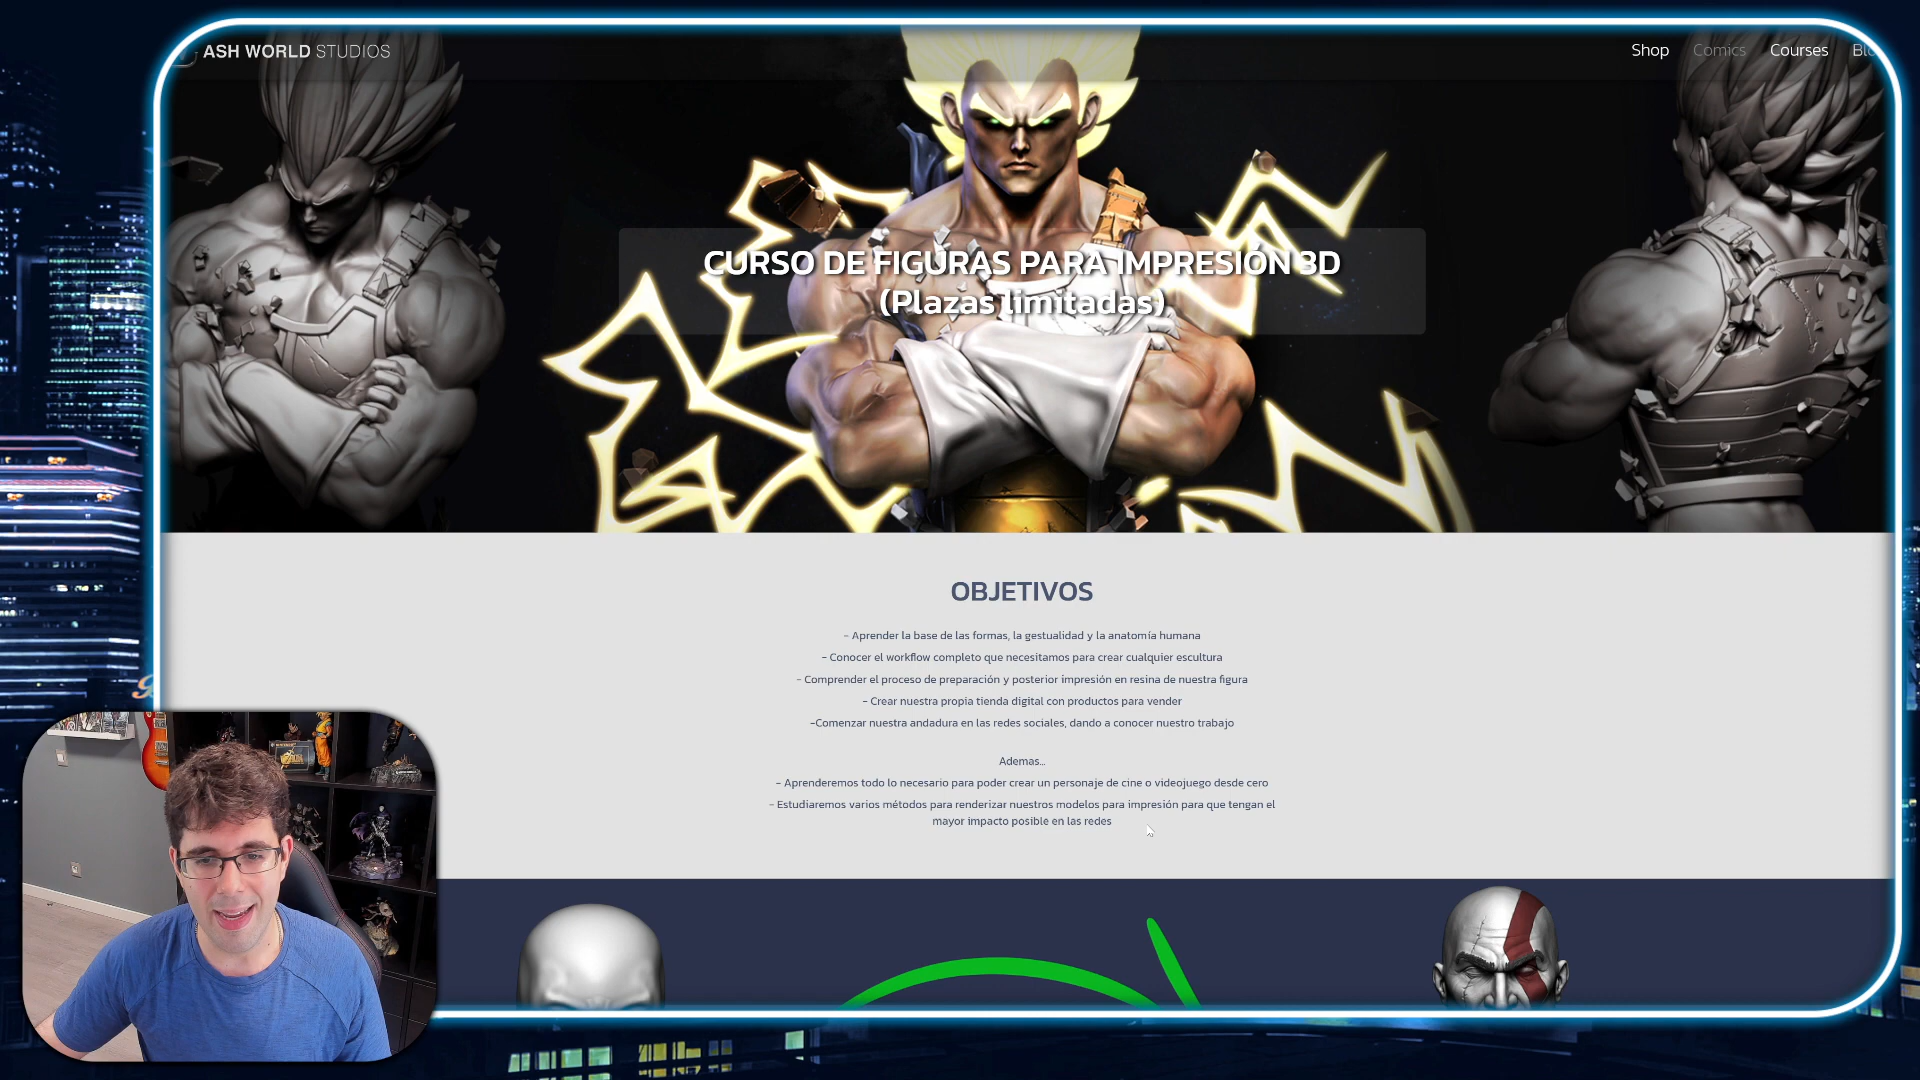 ASH WORLD STUDIOS
Shop Comics Courses
CURSO DE FIGURAS PARA IMPRESIÓN 3D
(Plazas limitadas)
OBJETIVOS
- Aprender la base de las formas, la gestualidad y la anatomía humana
- Conocer el workflow completo que necesitamos para crear cualquier escultura
- Comprender el proceso de preparación y posterior impresión en resina de nuestra figura
- Crear nuestra propia tienda digital con productos para vender
-Comenzar nuestra andadura en las redes sociales, dando a conocer nuestro trabajo
Ademas...
- Aprenderemos todo lo necesario para poder crear un personaje de cine o videojuego desde cero
- Estudiaremos varios métodos para renderizar nuestros modelos para impresión para que tengan el
mayor impacto posible en las redes